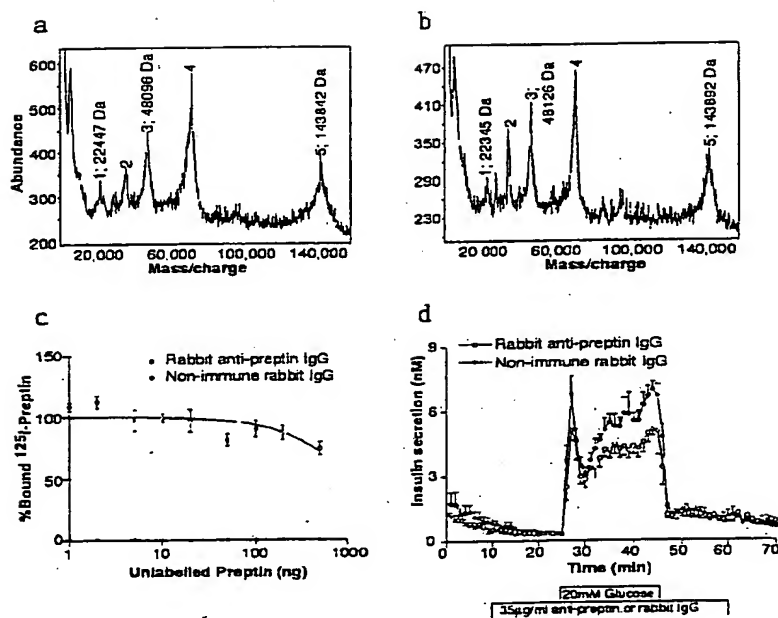 a
600
500
400
300
200
Abundance
1; 22447 Da
2
3; 48098 Da
4
5; 143842 Da
20,000 60,000 100,000 140,000
Mass/charge
b
470
410
350
290
230
1; 22345 Da
2
3; 48126 Da
4
5; 143892 Da
20 000 60,000 100,000 140,000
Mass/charge
c
150
100
50
0
%Bound 125I-Preptin
Rabbit anti-preptin IgG
Non-immune rabbit IgG
1 10 100 1000
Unlabelled Preptin (ng)
d
9
6
3
0
Insulin secretion (nM)
Rabbit anti-preptin IgG
Non-immune rabbit IgG
0 10 20 30 40 50 60 70
Time (min)
20mM Glucose
35µg/ml anti-preptin or rabbit IgG